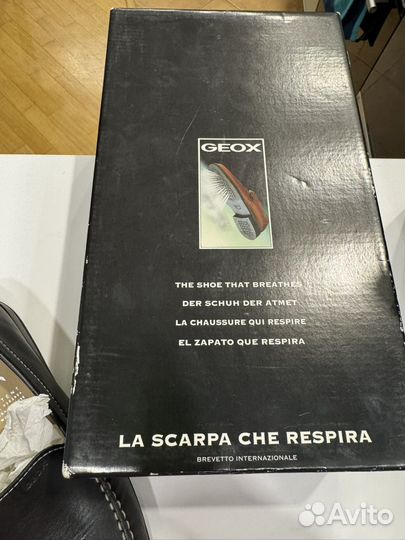 GEOX
THE SHOE THAT BREATHES
DER SCHUH DER ATMET
LA CHAUSSURE QUI RESPIRE
EL ZAPATO QUE RESPIRA
LA SCARPA CHE RESPIRA
BREVETTO INTERNAZIONALE
Avito